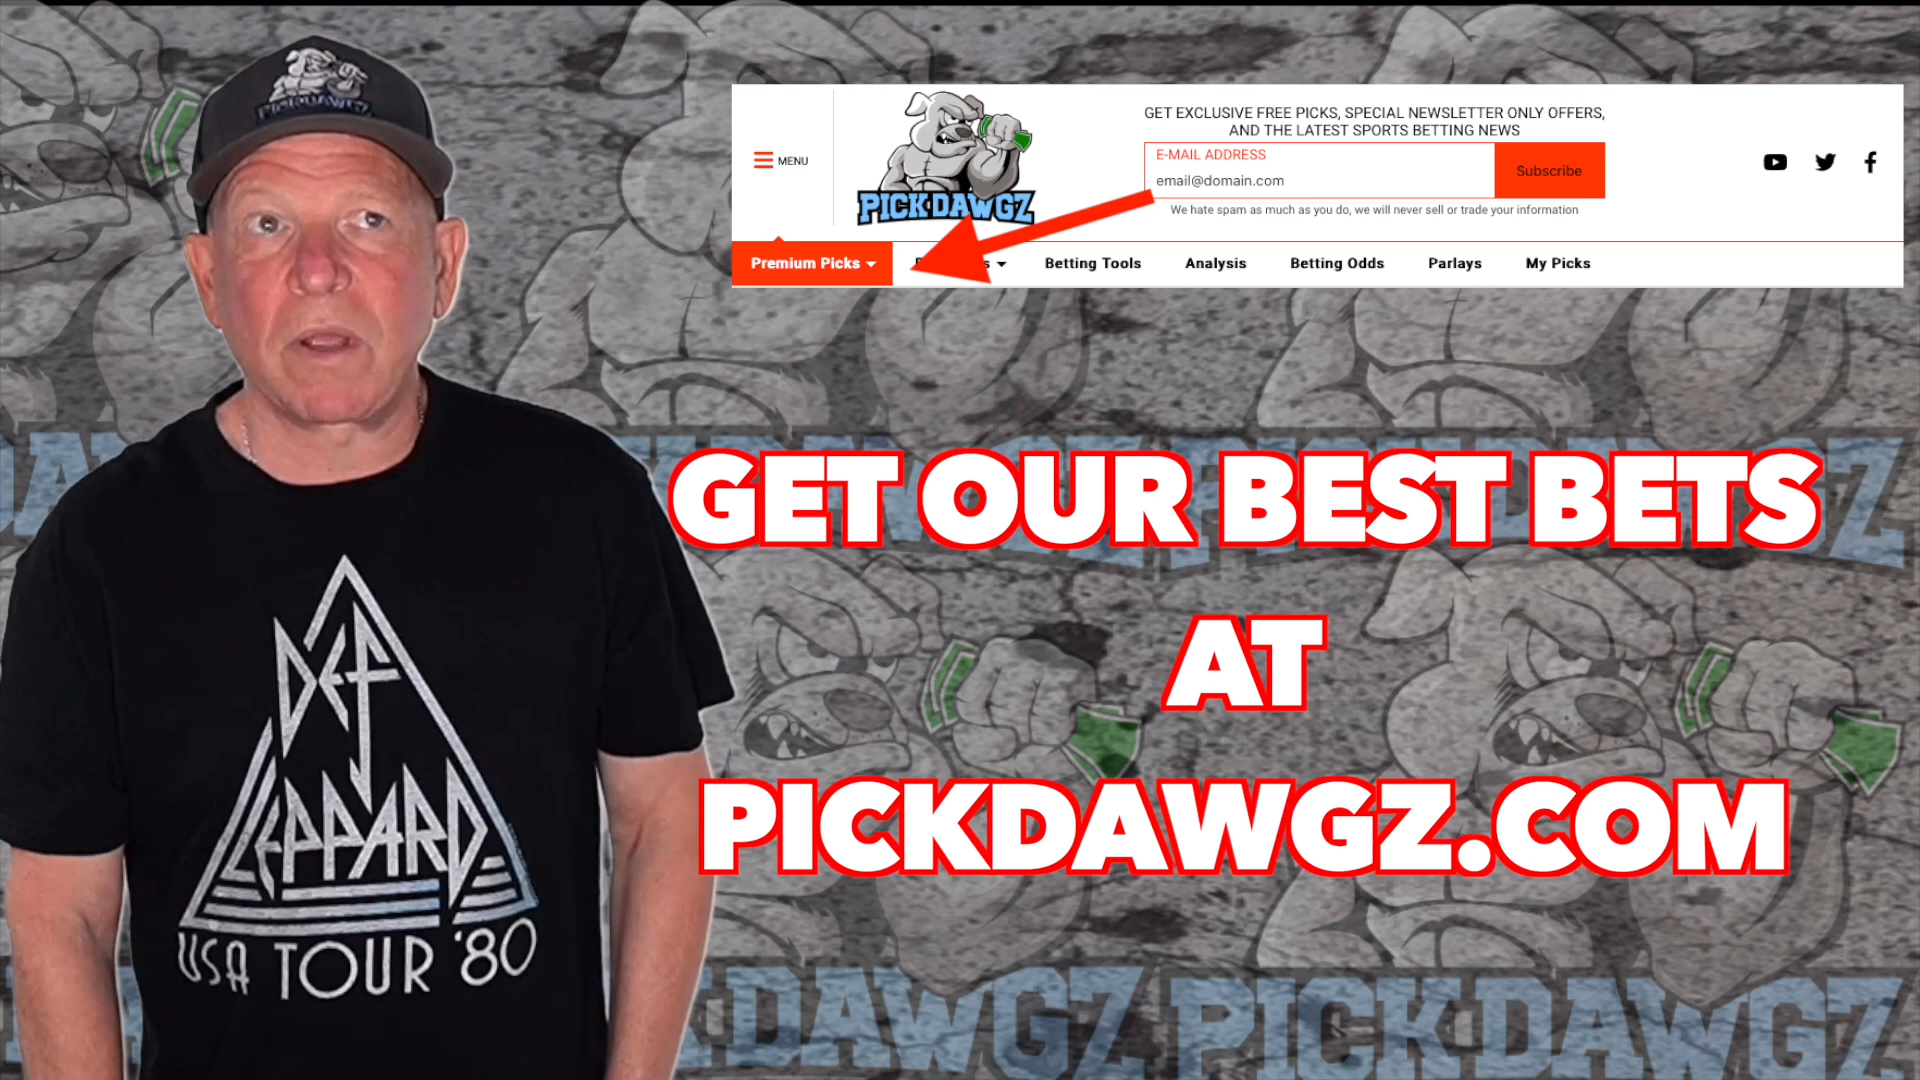 PICKDAWGZ
DEF
LEPPARD
USA TOUR '80
MENU
PICKDAWGZ
GET EXCLUSIVE FREE PICKS, SPECIAL NEWSLETTER ONLY OFFERS,
AND THE LATEST SPORTS BETTING NEWS
E-MAIL ADDRESS
email@domain.com
Subscribe
We hate spam as much as you do, we will never sell or trade your information
Premium Picks
Betting Tools
Analysis
Betting Odds
Parlays
My Picks
GET OUR BEST BETS
AT
PICKDAWGZ.COM
PICKDAWGZ
PICKDAWGZ